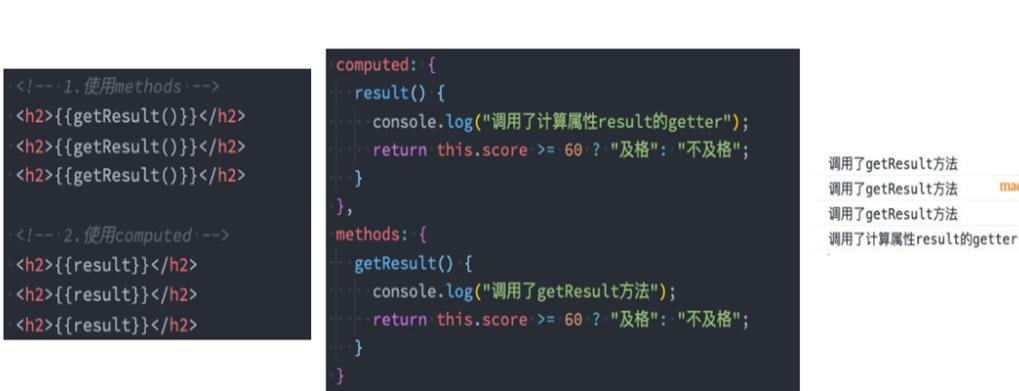 <!-- 1.使用methods -->
<h2>{{getResult()}}</h2>
<h2>{{getResult()}}</h2>
<h2>{{getResult()}}</h2>
<!-- 2.使用computed -->
<h2>{{result}}</h2>
<h2>{{result}}</h2>
<h2>{{result}}</h2>
computed: {
result() {
console.log("调用了计算属性result的getter");
return this.score >= 60 ? "及格": "不及格";
}
},
methods: {
getResult() {
console.log("调用了getResult方法");
return this.score >= 60 ? "及格": "不及格";
}
}
调用了getResult方法
调用了getResult方法
调用了getResult方法
调用了计算属性result的getter